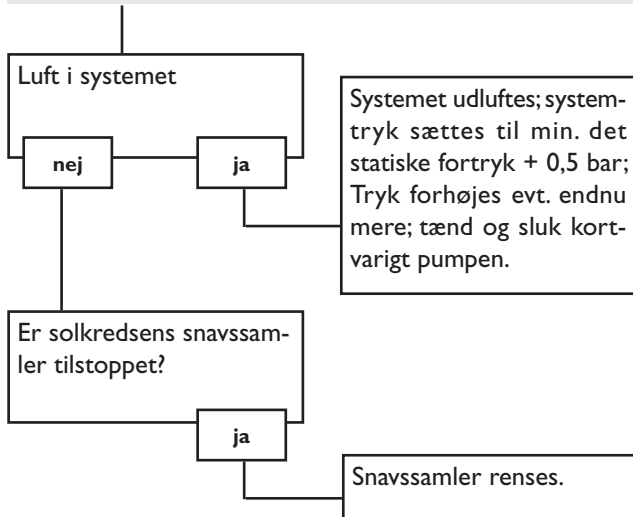 Luft i systemet
nej
ja
Systemet udluftes; system-
tryk sættes til min. det
statiske fortryk + 0,5 bar;
Tryk forhøjes evt. endnu
mere; tænd og sluk kort-
varigt pumpen.
Er solkredsens snavssam-
ler tilstoppet?
ja
Snavssamler renses.